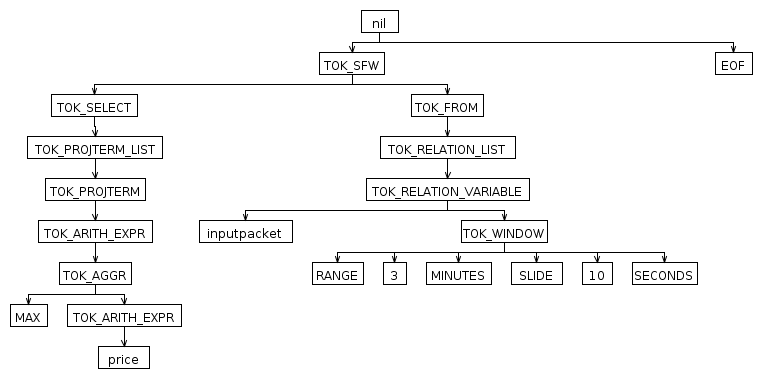 nil
TOK_SFW
EOF
TOK_SELECT
TOK_FROM
TOK_PROJTERM_LIST
TOK_RELATION_LIST
TOK_PROJTERM
TOK_RELATION_VARIABLE
TOK_ARITH_EXPR
inputpacket
TOK_WINDOW
TOK_AGGR
RANGE
3
MINUTES
SLIDE
10
SECONDS
MAX
TOK_ARITH_EXPR
price